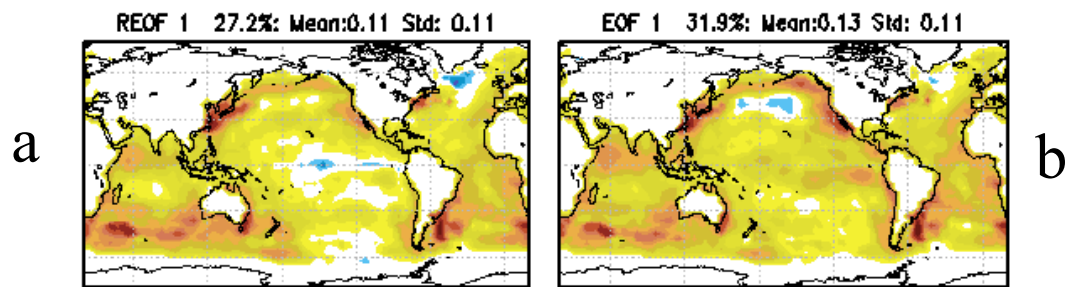 REOF 1 27.2%: Mean:0.11 Std: 0.11
EOF 1 31.9%: Mean:0.13 Std: 0.11
a
b